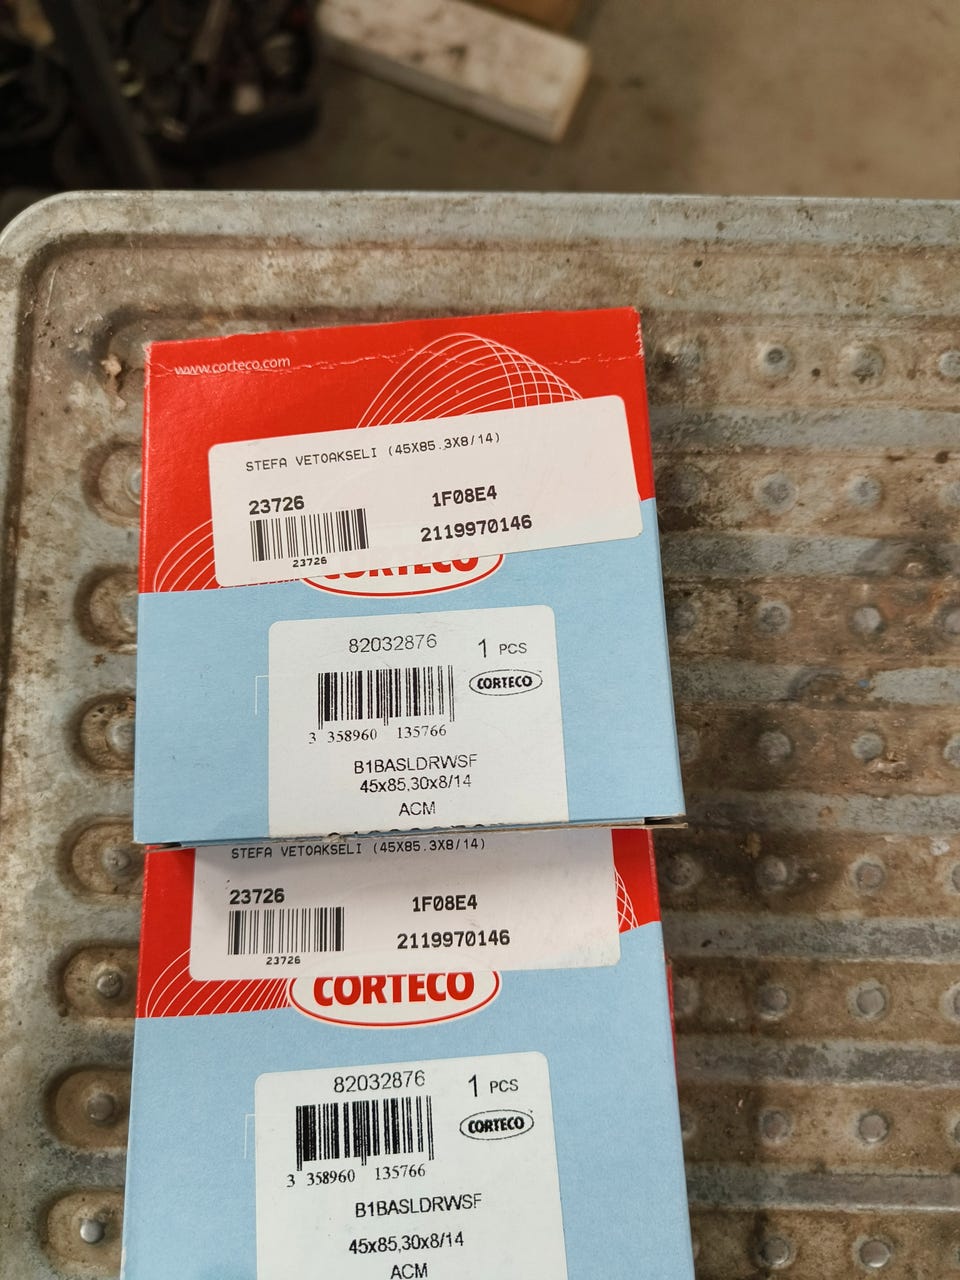 www.corteco.com
STEFA VETOAKSELI (45X85.3X8/14)
23726
1F08E4
23726
2119970146
CORTECO
82032876
1 PCS
CORTECO
3 358960 135766
B1BASLDRWSF
45x85,30x8/14
ACM
STEFA VETOAKSELI (45X85.3X8/14)
23726
1F08E4
23726
2119970146
CORTECO
82032876
1 PCS
CORTECO
3 358960 135766
B1BASLDRWSF
45x85,30x8/14
ACM